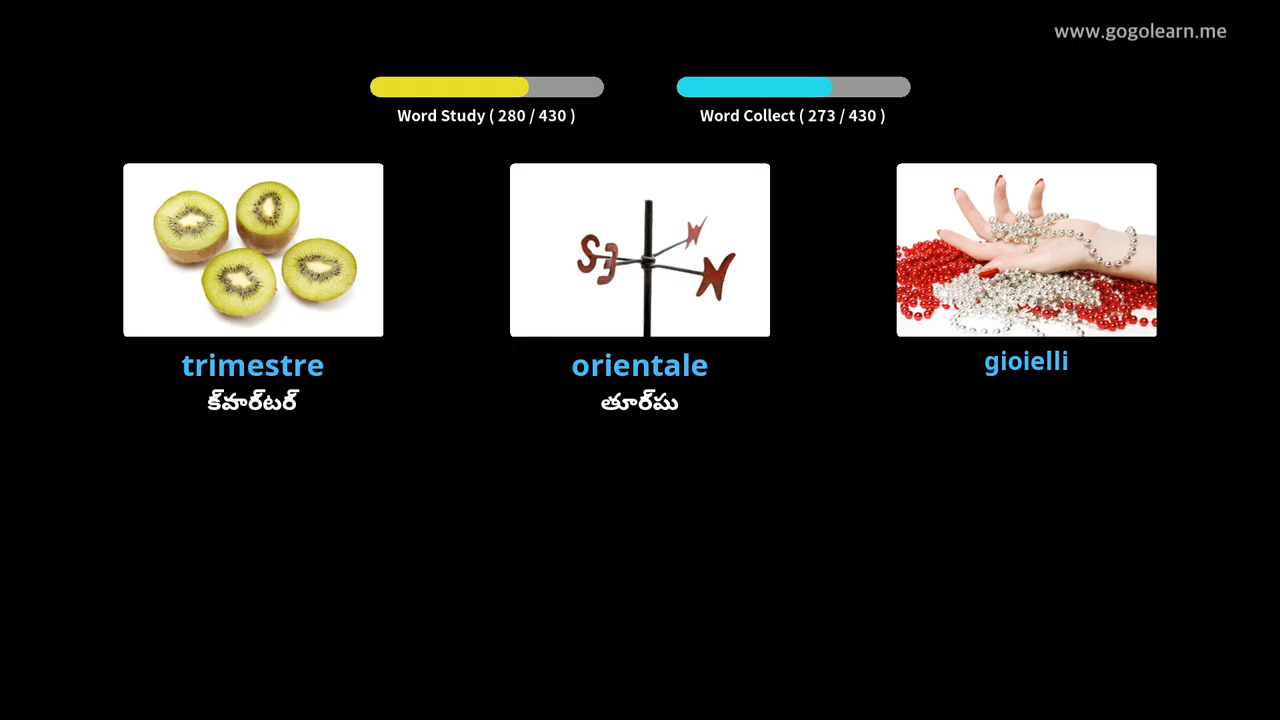 www.gogolearn.me
Word Study ( 280 / 430 )
Word Collect ( 273 / 430 )
S E N W
trimestre
orientale
gioielli
క్‌వార్‌టర్
తూర్‌పు